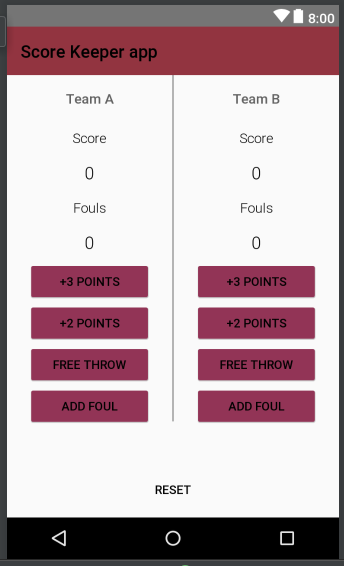 8:00
Score Keeper app
Team A
Score
0
Fouls
0
+3 POINTS
+2 POINTS
FREE THROW
ADD FOUL
Team B
Score
0
Fouls
0
+3 POINTS
+2 POINTS
FREE THROW
ADD FOUL
RESET